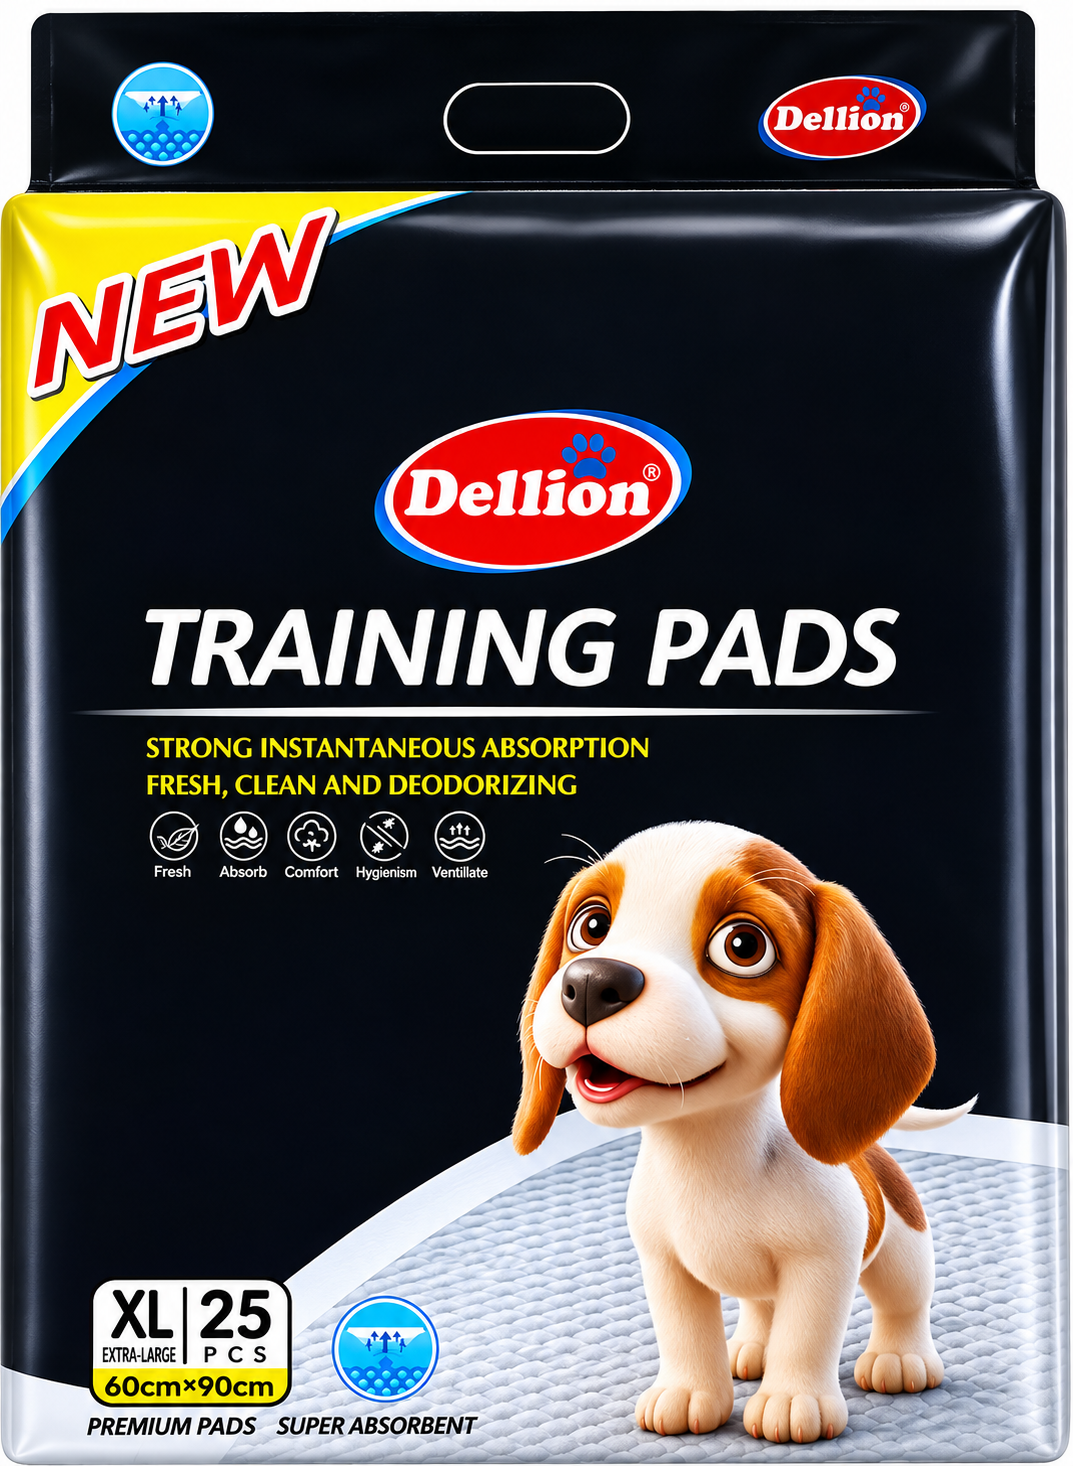 Dellion®
NEW
Dellion®
TRAINING PADS
STRONG INSTANTANEOUS ABSORPTION
FRESH, CLEAN AND DEODORIZING
Fresh Absorb Comfort Hygienism Ventillate
XL 25
EXTRA-LARGE PCS
60cm×90cm
PREMIUM PADS SUPER ABSORBENT